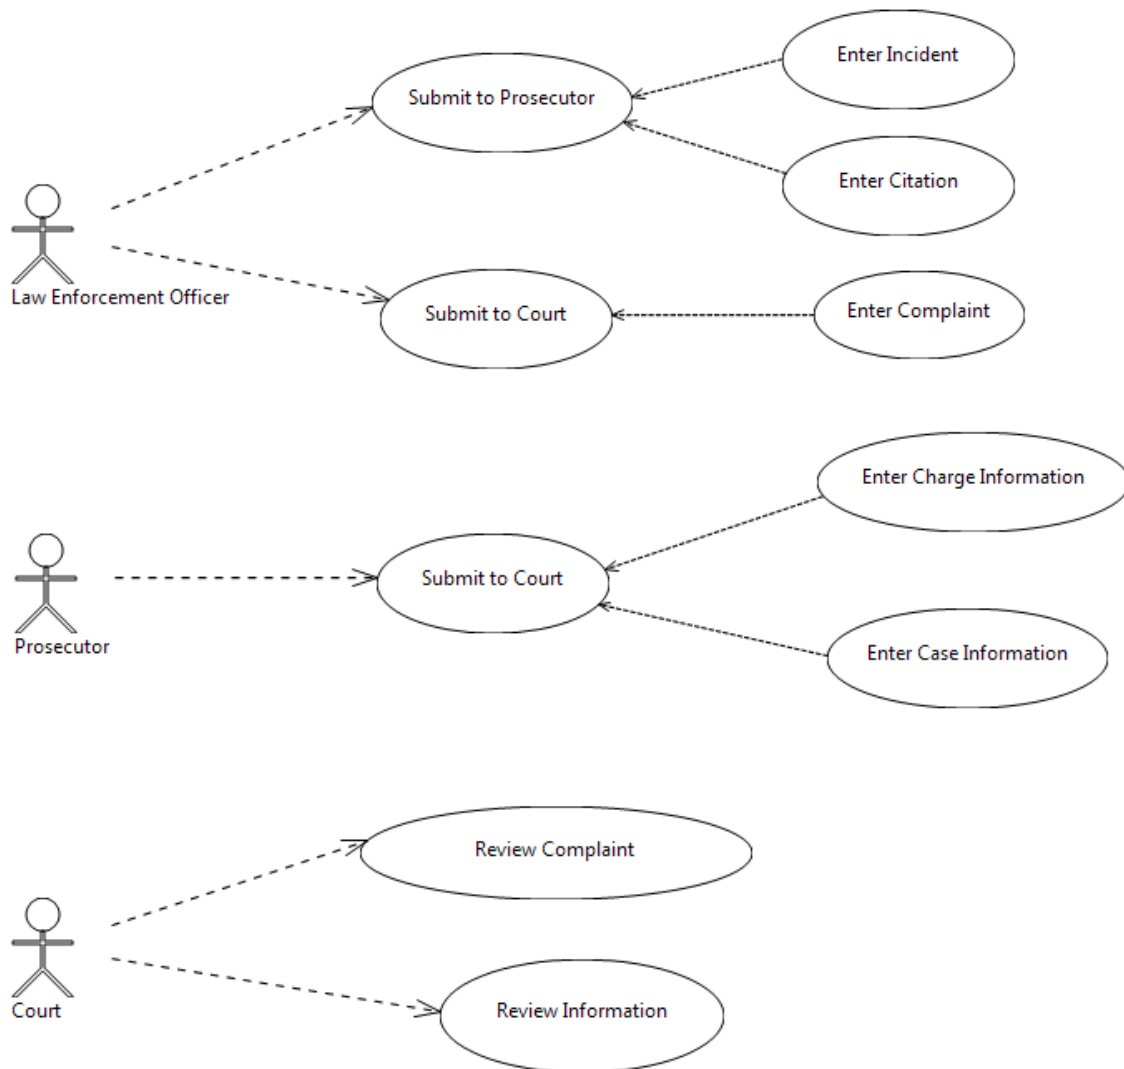 Enter Incident
Submit to Prosecutor
Enter Citation
Law Enforcement Officer
Submit to Court
Enter Complaint
Enter Charge Information
Submit to Court
Prosecutor
Enter Case Information
Review Complaint
Court
Review Information